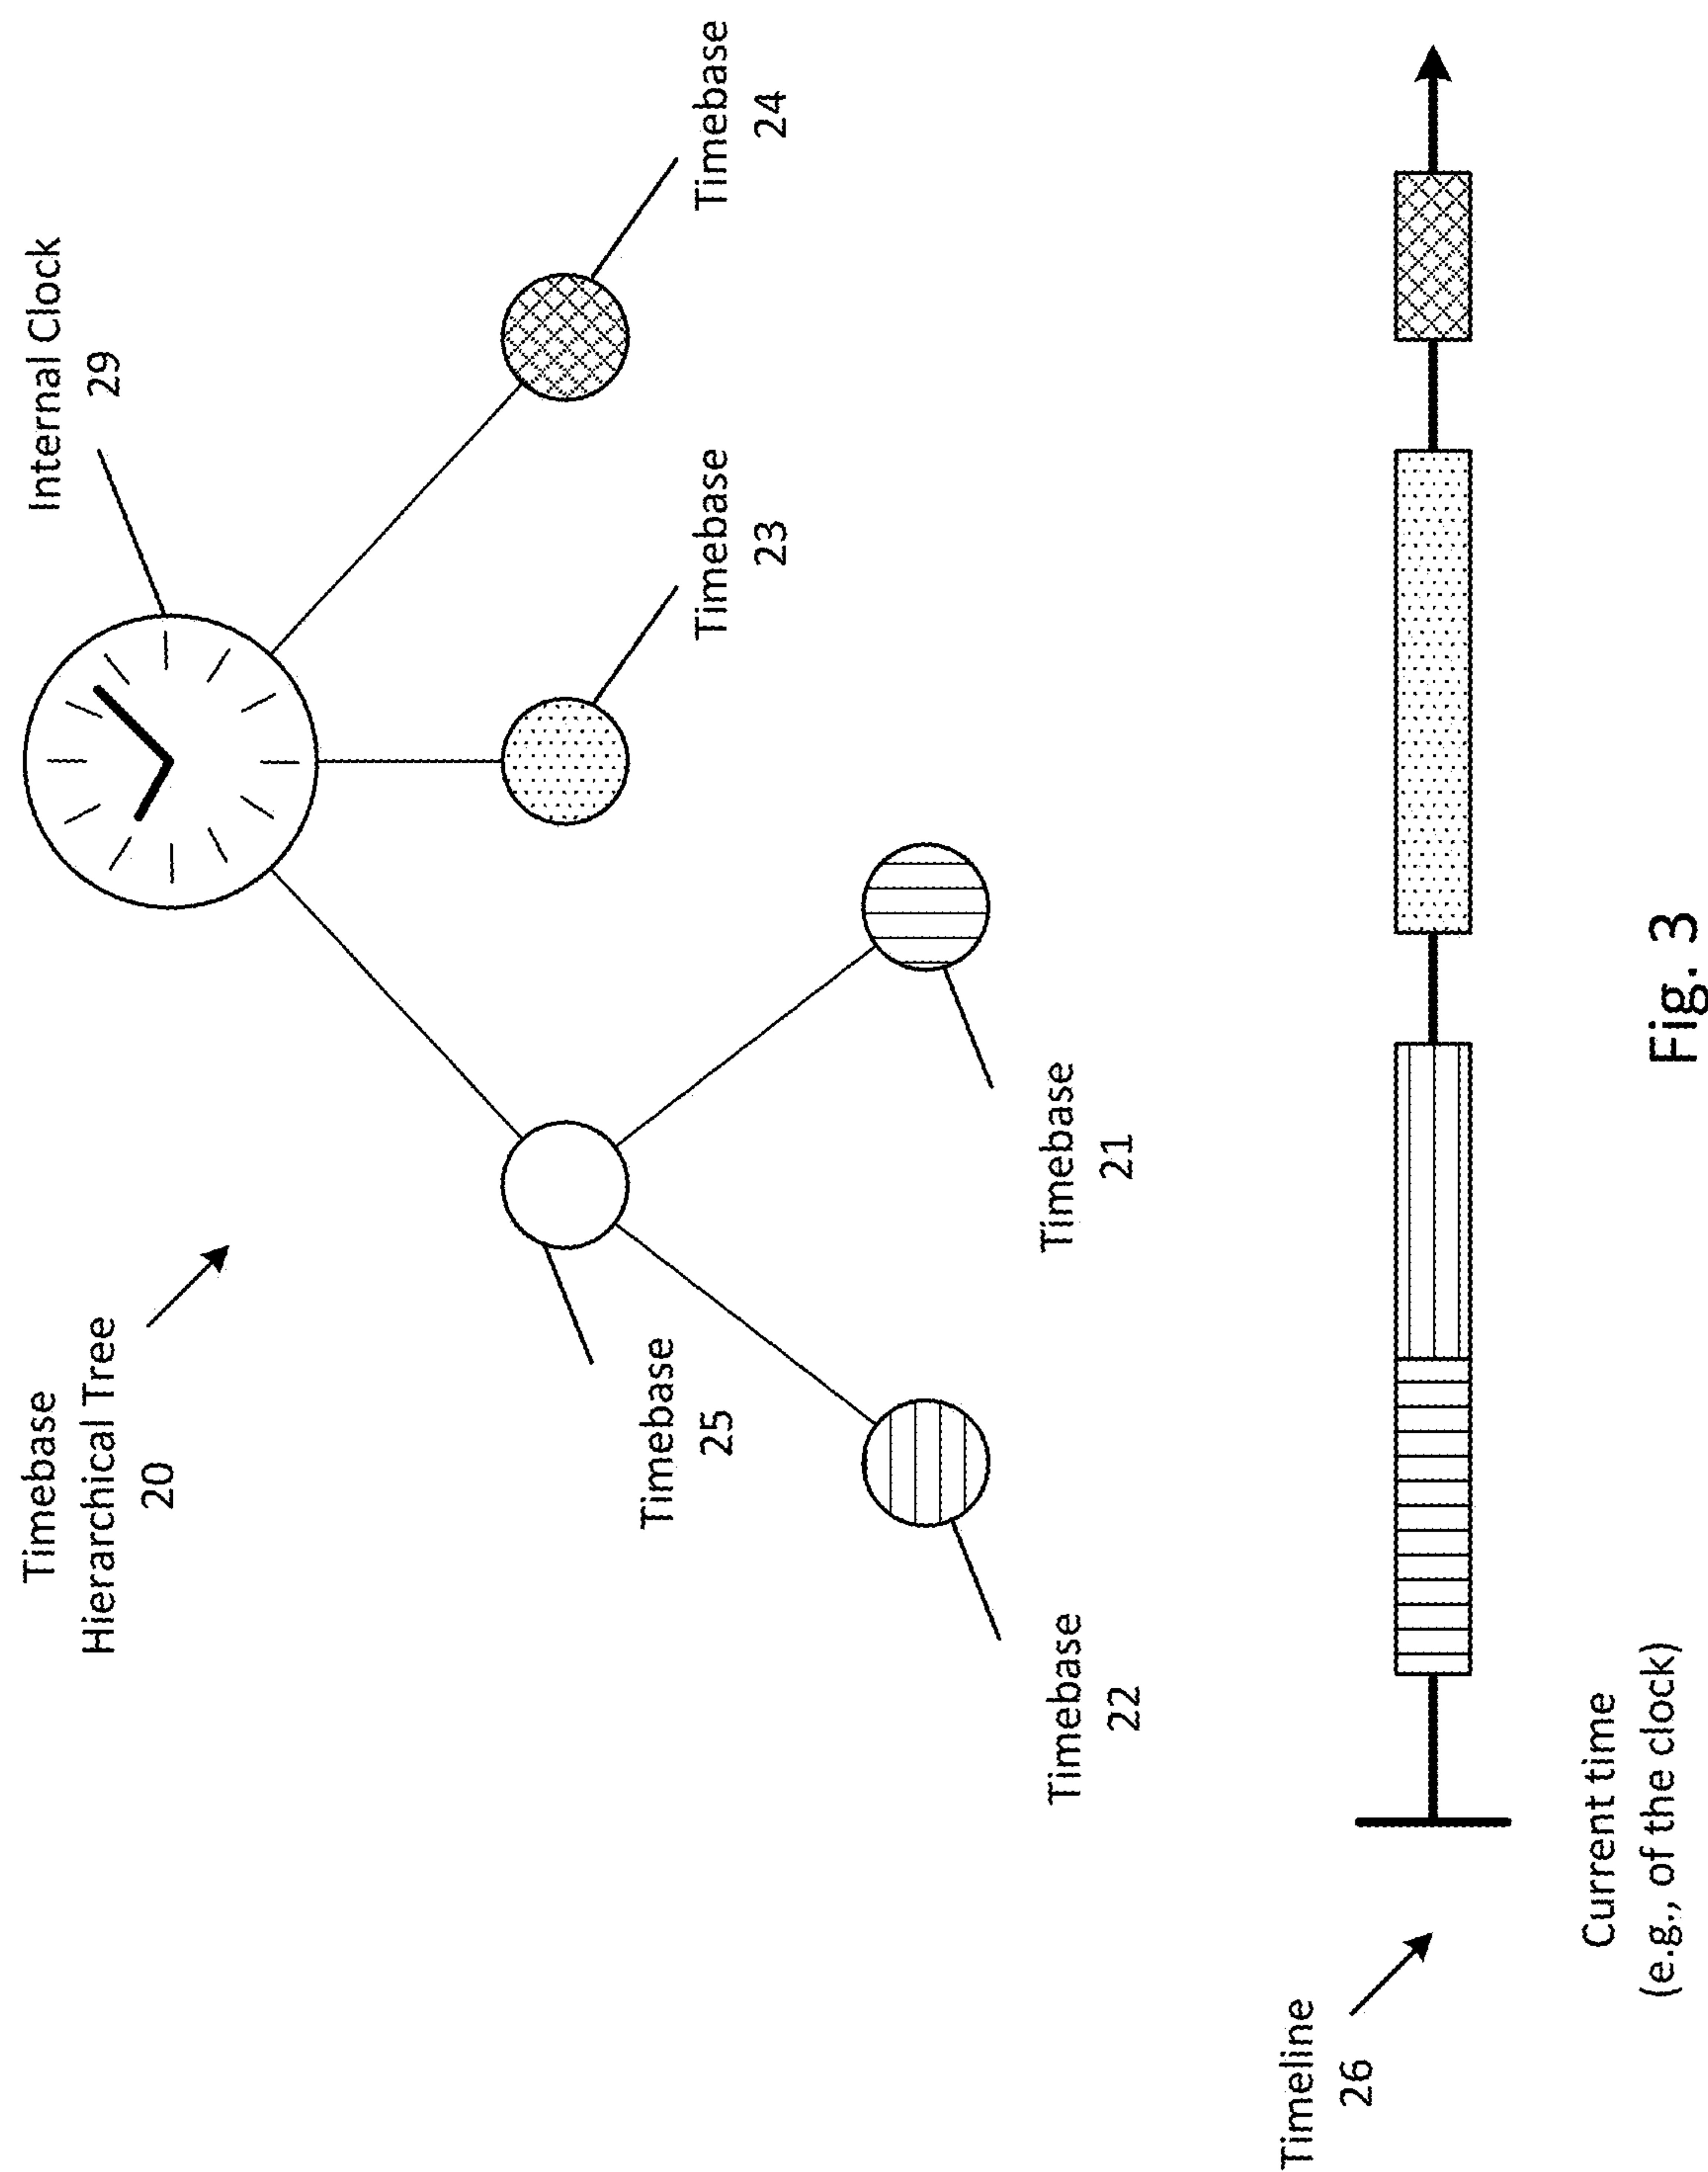 Timebase
Hierarchical Tree
20
Internal Clock
29
Timebase
25
Timebase
23
Timebase
24
Timebase
22
Timebase
21
Timeline
26
Current time
(e.g., of the clock)
Fig. 3